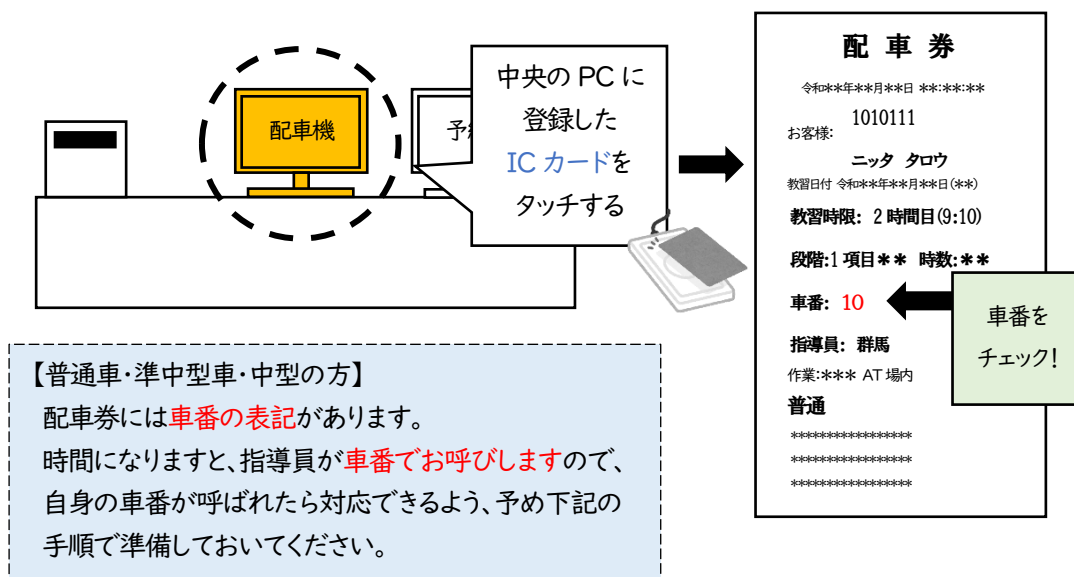 配車機
予
中央の PC に
登録した
IC カードを
タッチする
配 車 券
令和**年**月**日 **:**:**
1010111
お客様:
ニッタ タロウ
教習日付 令和**年**月**日(**)
教習時限: 2 時間目(9:10)
段階:1 項目** 時数:**
車番: 10
指導員: 群馬
作業:*** AT 場内
普通
*****************
*****************
*****************
車番を
チェック!
【普通車・準中型車・中型の方】
配車券には車番の表記があります。
時間になりますと、指導員が車番でお呼びしますので、
自身の車番が呼ばれたら対応できるよう、予め下記の
手順で準備しておいてください。